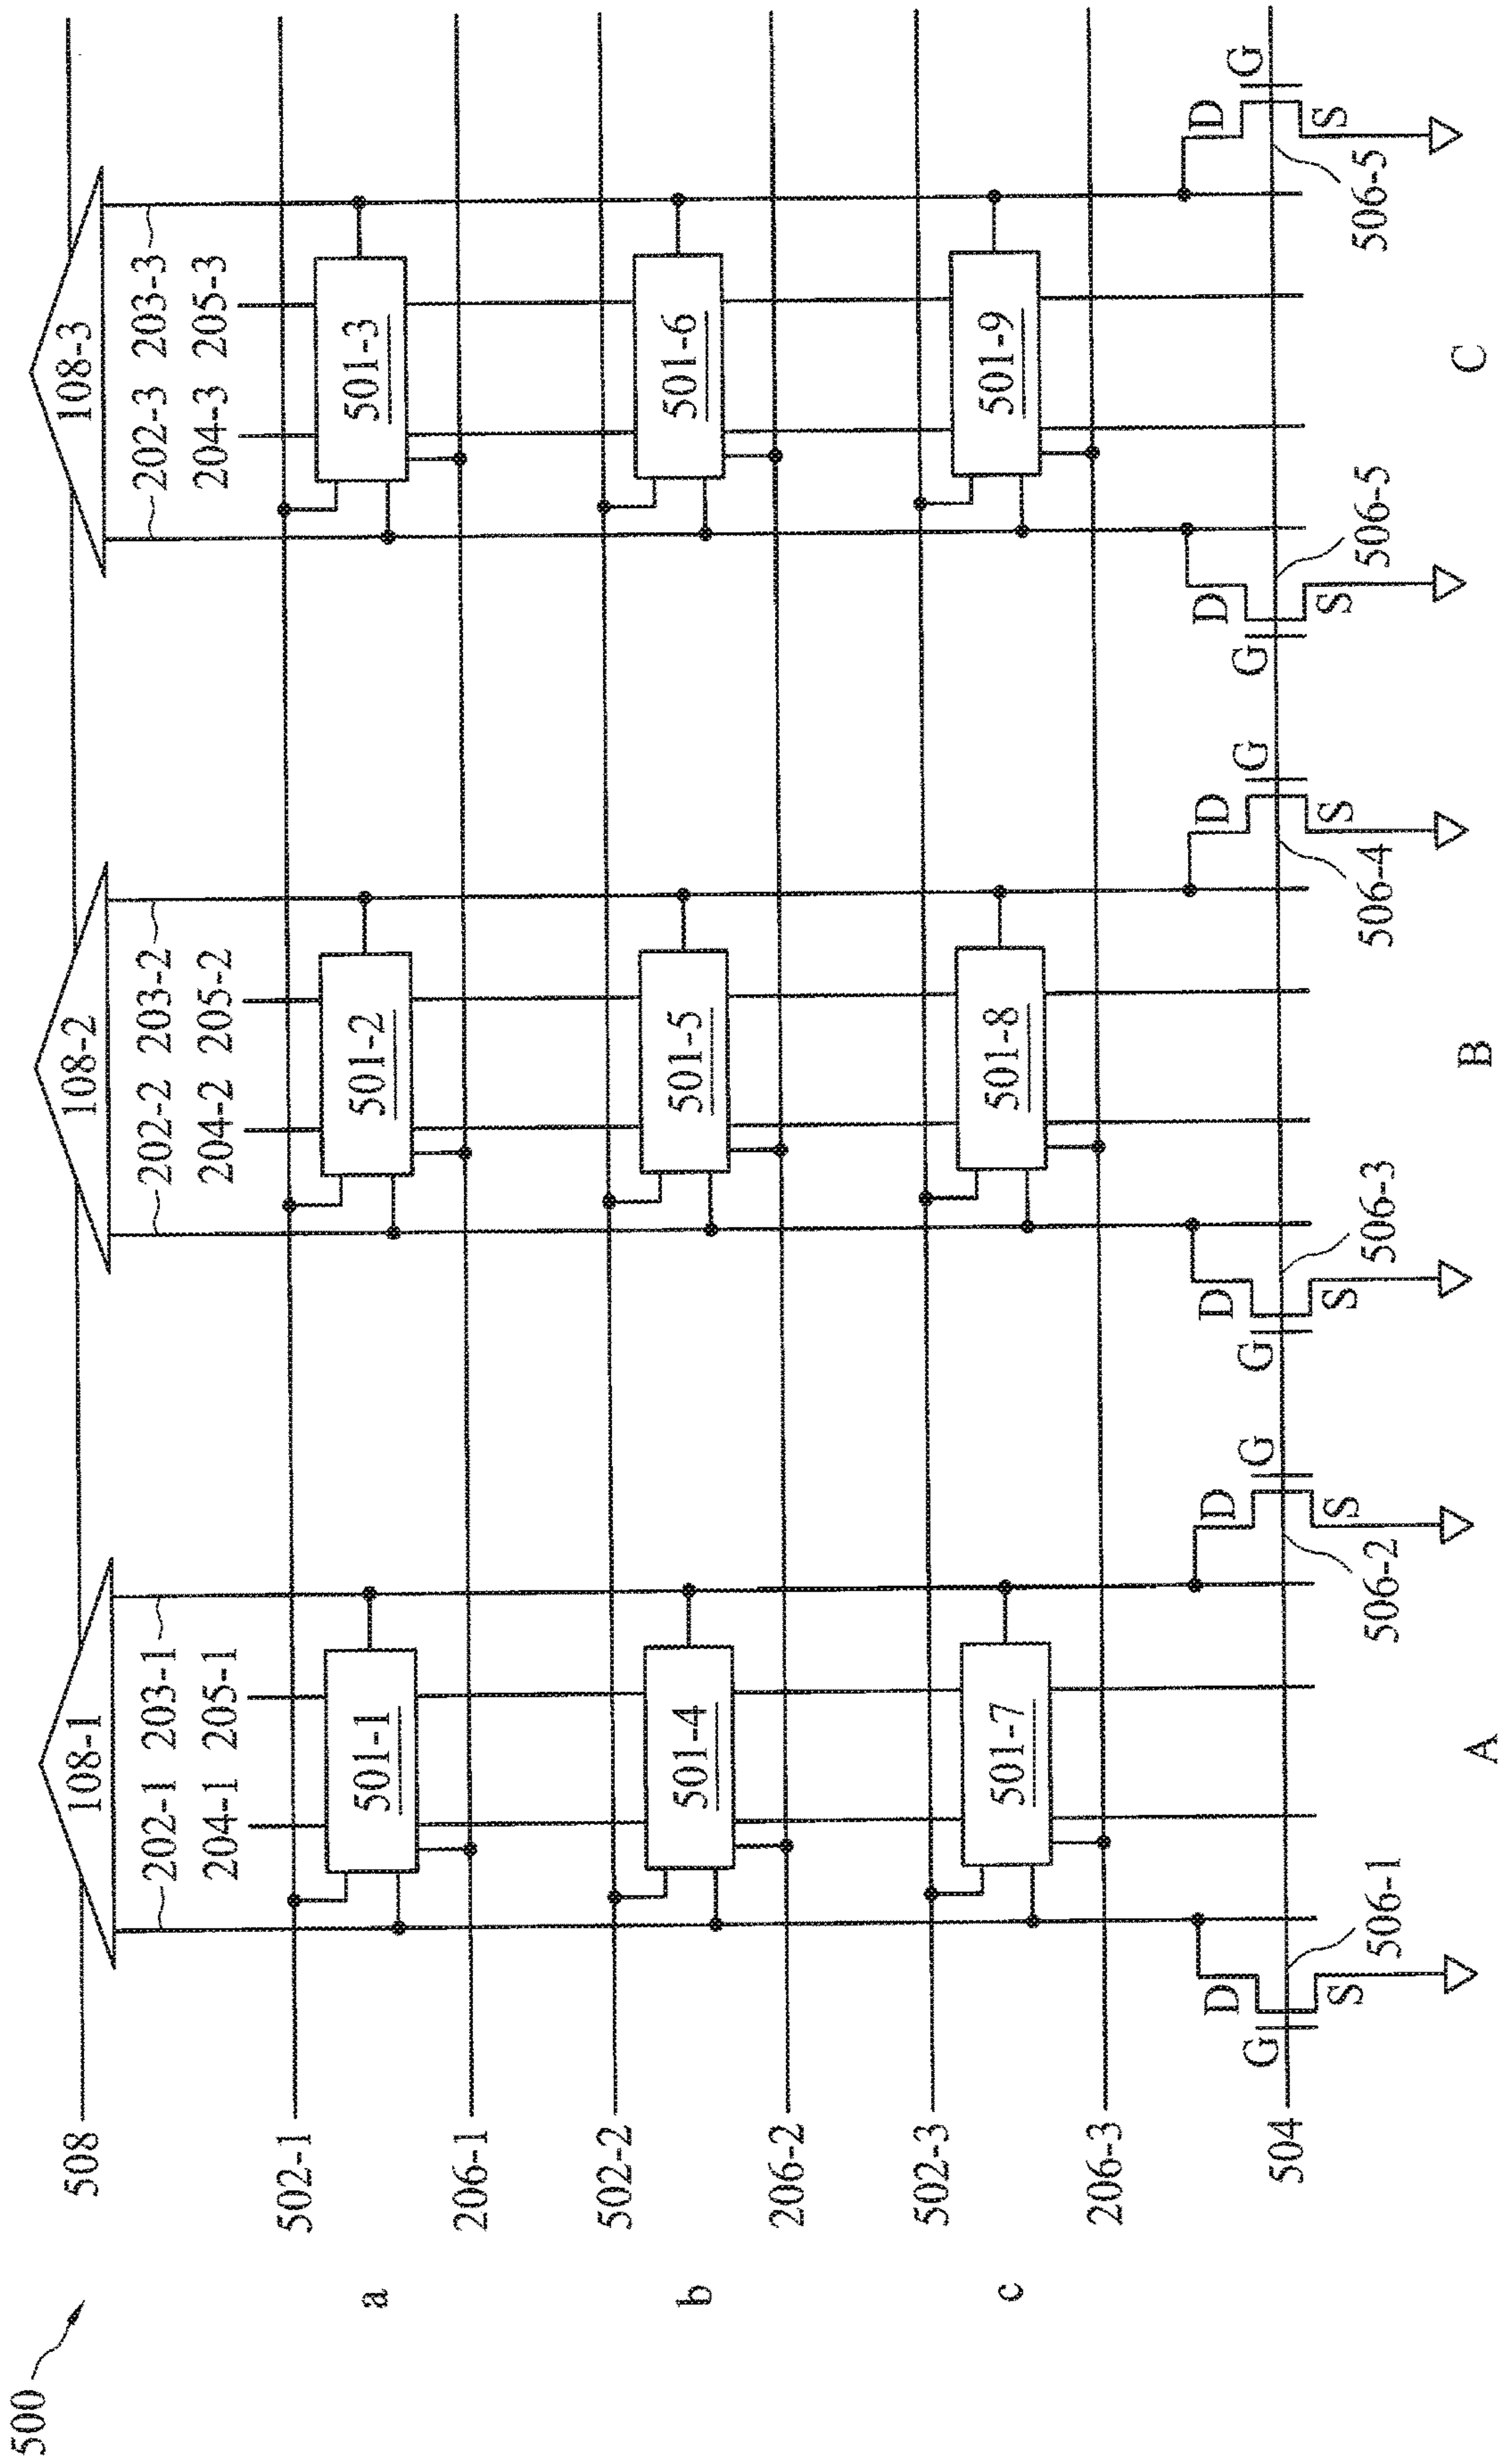 500
508
108-1
108-2
108-3
202-1 203-1
202-2 203-2
202-3 203-3
204-1 205-1
204-2 205-2
204-3 205-3
502-1
a
501-1
501-2
501-3
206-1
502-2
b
501-4
501-5
501-6
206-2
502-3
c
501-7
501-8
501-9
206-3
D
D
D
D
D
D
G
G
G
G
G
G
504
S
S
S
S
S
S
506-1
506-2
506-3
506-4
506-5
506-5
A
B
C